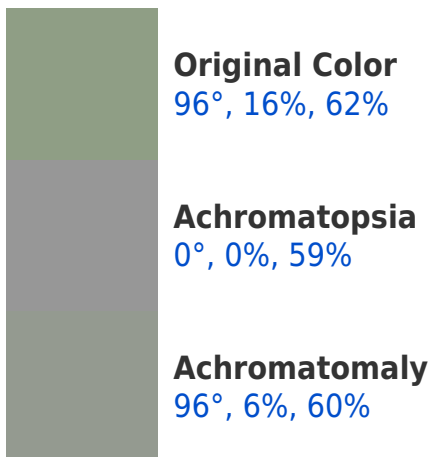 Original Color
96°, 16%, 62%
Achromatopsia
0°, 0%, 59%
Achromatomaly
96°, 6%, 60%